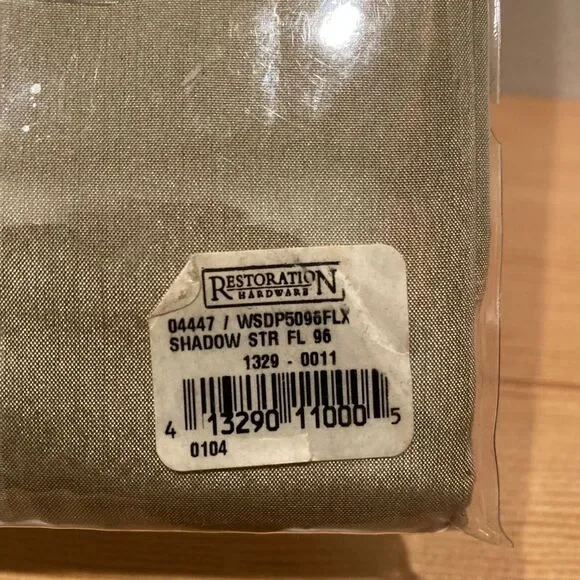 RESTORATION
HARDWARE
04447 / WSDP5096FLX
SHADOW STR FL 96
1329 - 0011
4 13290 11000 5
0104